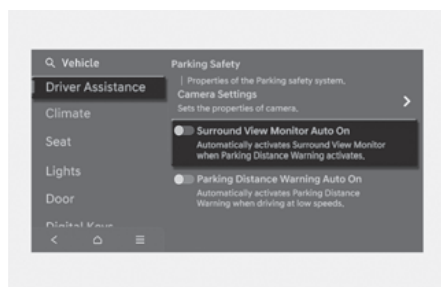 Vehicle
Driver Assistance
Climate
Seat
Lights
Door
Digital Keys
Parking Safety
Properties of the Parking safety system.
Camera Settings
Sets the properties of camera.
Surround View Monitor Auto On
Automatically activates Surround View Monitor
when Parking Distance Warning activates.
Parking Distance Warning Auto On
Automatically activates Parking Distance
Warning when driving at low speeds.